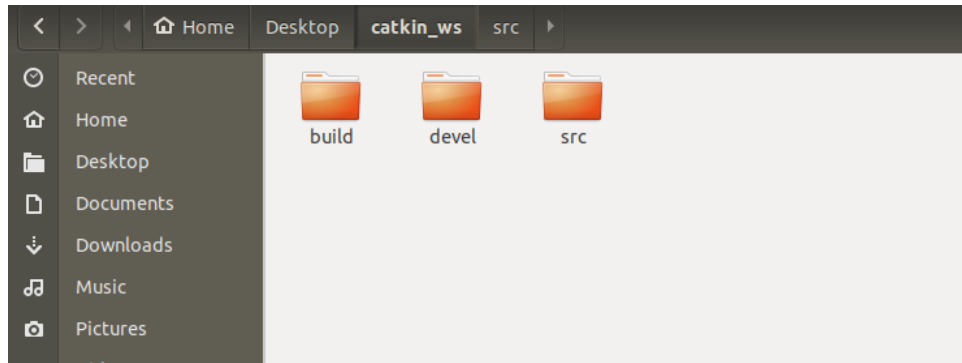 Home Desktop catkin_ws src
Recent
Home
build devel src
Desktop
Documents
Downloads
Music
Pictures